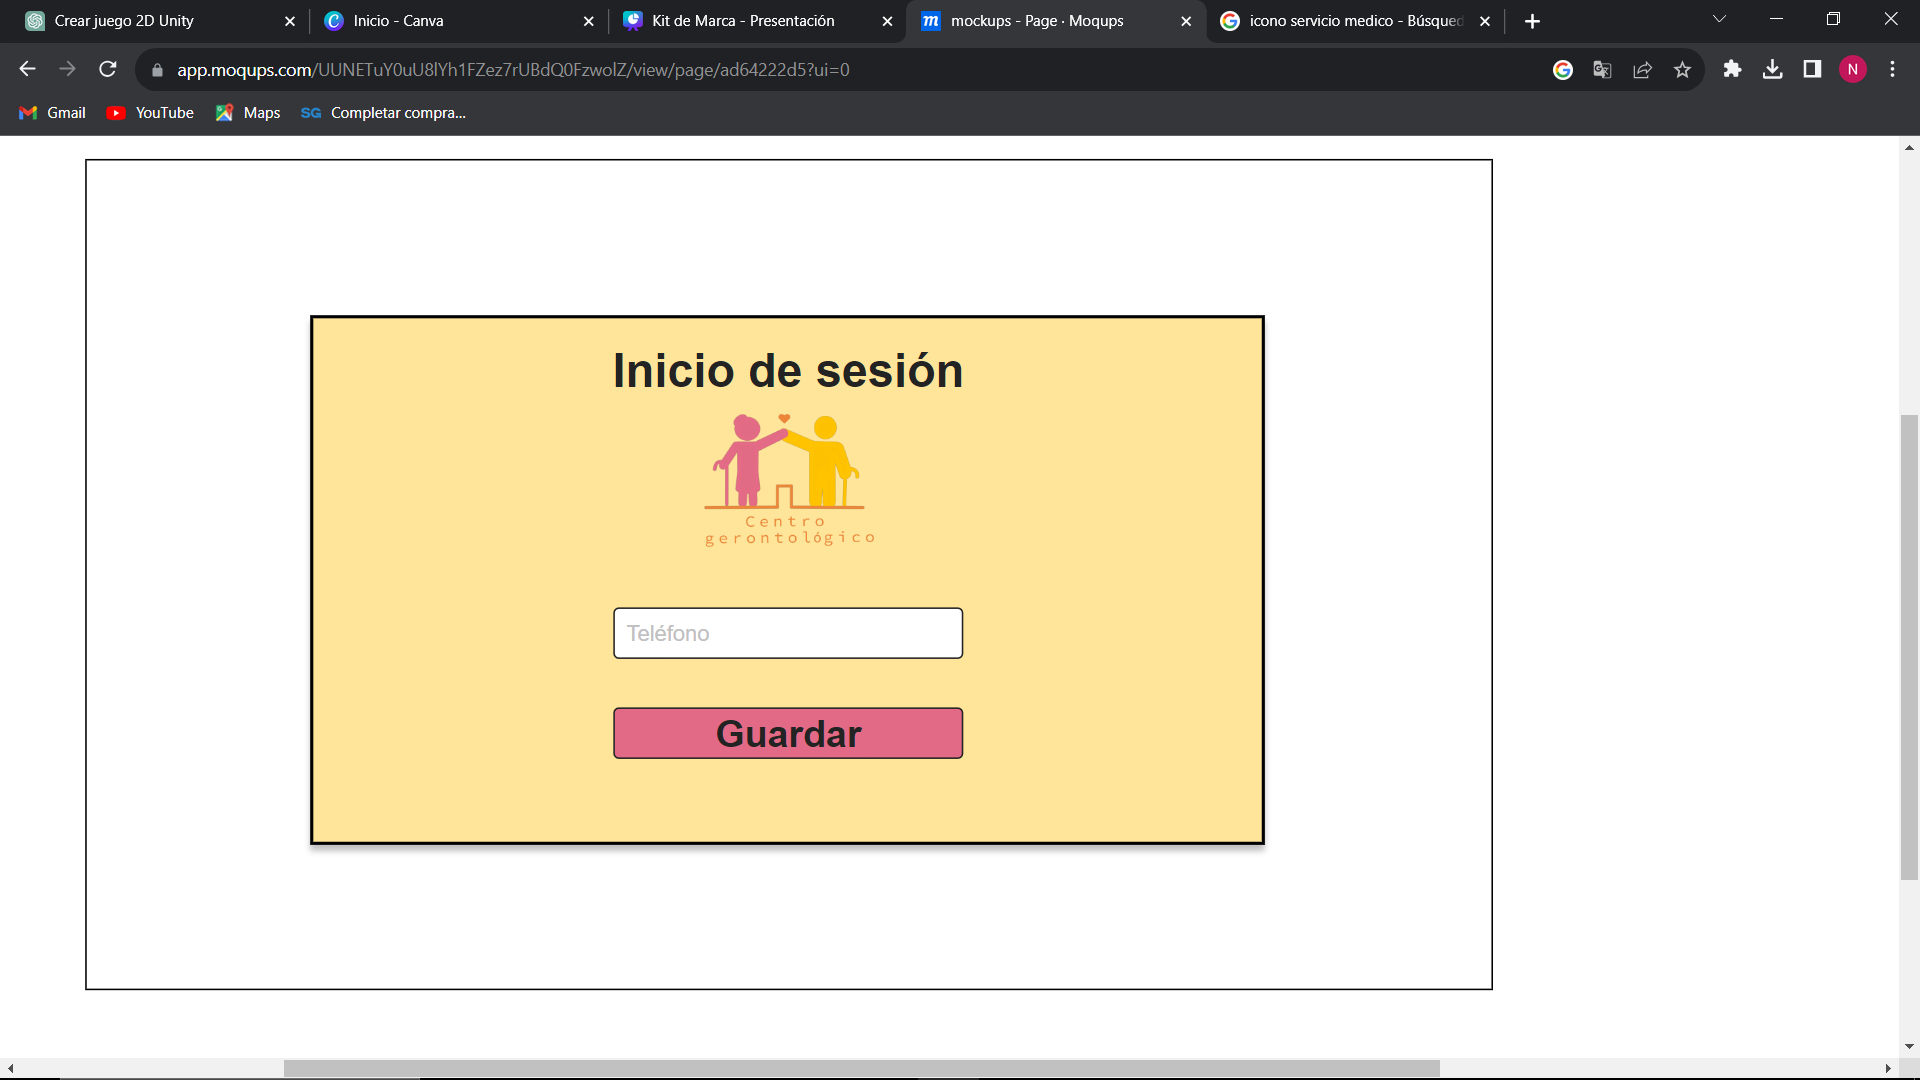 Crear juego 2D Unity
Inicio - Canva
Kit de Marca - Presentación
mockups - Page · Moqups
icono servicio medico - Búsqued
app.moqups.com/UUNETuY0uU8lYh1FZez7rUBdQ0FzwolZ/view/page/ad64222d5?ui=0
N
Gmail
YouTube
Maps
SG Completar compra...
Inicio de sesión
Centro
gerontológico
Teléfono
Guardar